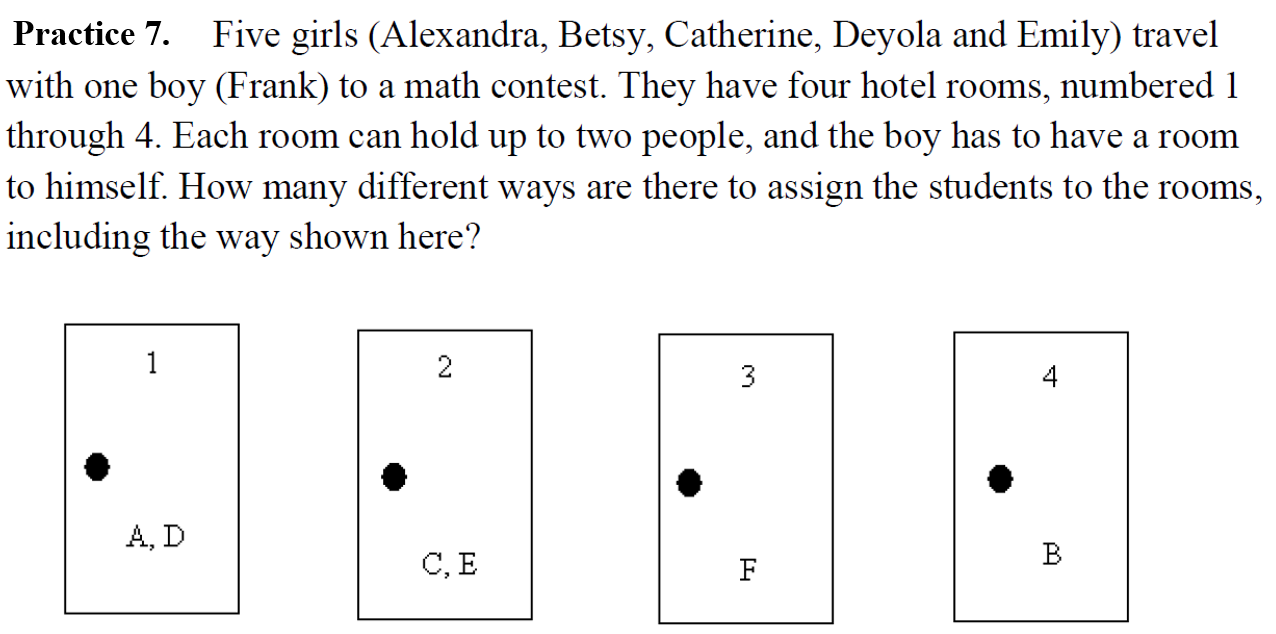 Practice 7. Five girls (Alexandra, Betsy, Catherine, Deyola and Emily) travel
with one boy (Frank) to a math contest. They have four hotel rooms, numbered 1
through 4. Each room can hold up to two people, and the boy has to have a room
to himself. How many different ways are there to assign the students to the rooms,
including the way shown here?
1
2
3
4
A, D
C, E
F
B